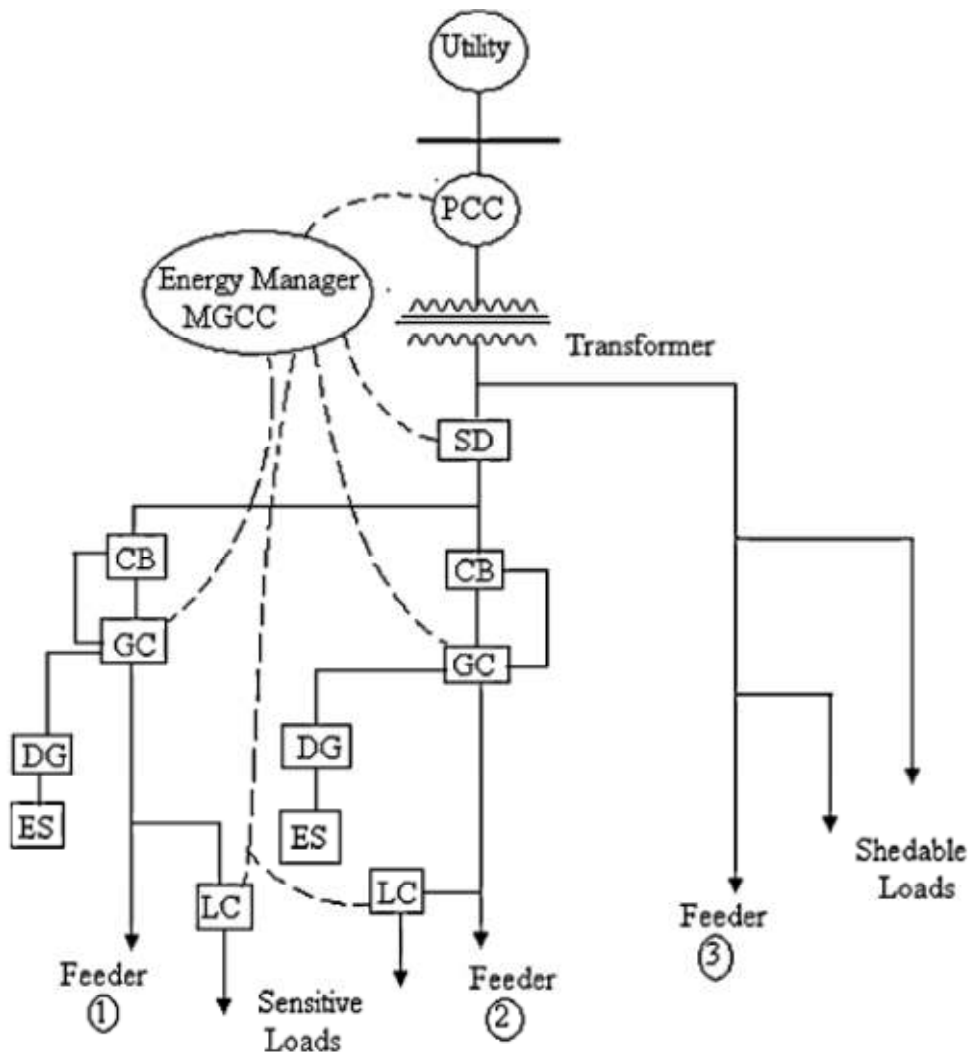 Utility
PCC
Energy Manager
MGCC
Transformer
SD
CB
CB
GC
GC
DG
DG
ES
ES
LC
LC
Shedable
Loads
Feeder
1
Sensitive
Loads
Feeder
2
Feeder
3